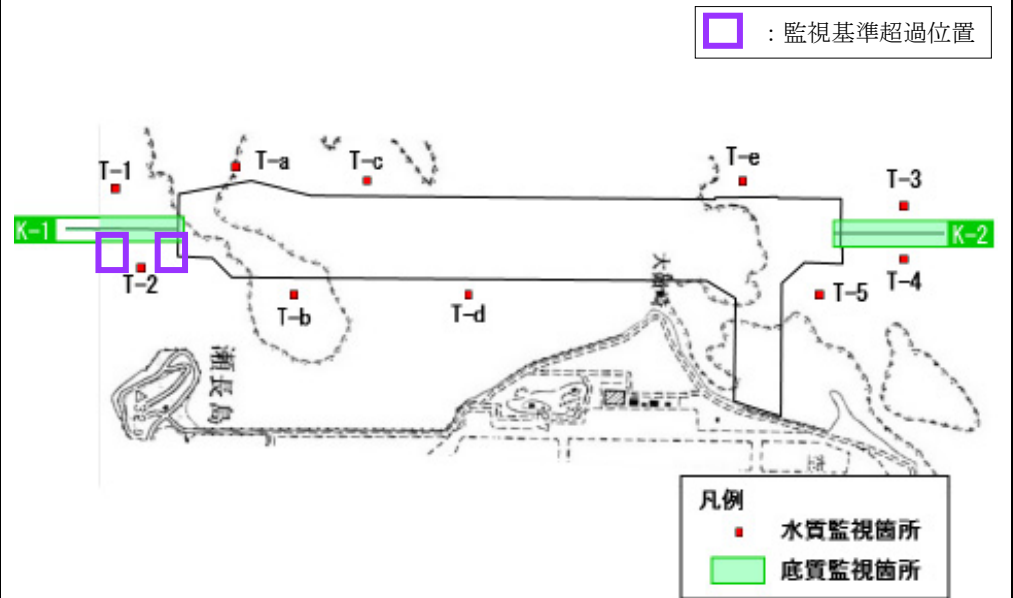 ：監視基準超過位置
T-1
T-a
T-c
T-e
T-3
K-1
K-2
T-2
T-b
T-d
T-5
T-4
大嶺崎
瀬長島
凡例
水質監視箇所
底質監視箇所